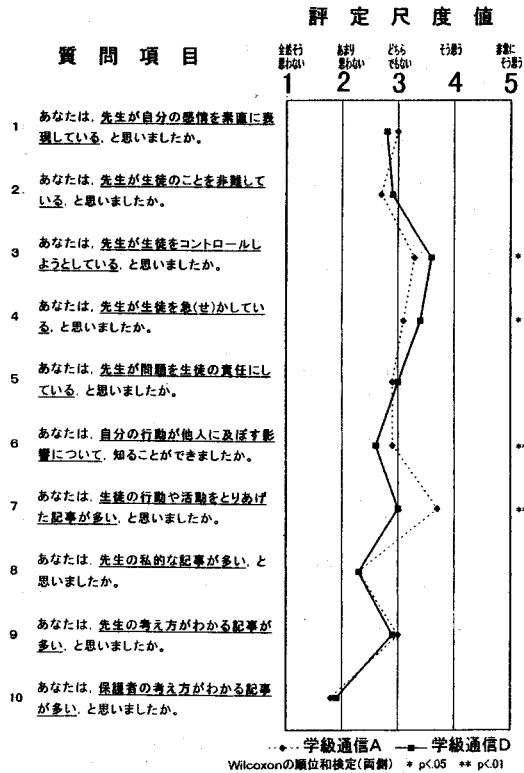 評定尺度値
質問項目
全然そう思わない
あまり思わない
どちらでもない
そう思う
非常にそう思う
1 2 3 4 5
1 あなたは、先生が自分の感情を素直に表
現している、と思いましたか。
2 あなたは、先生が生徒のことを非難して
いる、と思いましたか。
3 あなたは、先生が生徒をコントロールし
ようとしている、と思いましたか。
*
4 あなたは、先生が生徒を急(せ)かしてい
る、と思いましたか。
*
5 あなたは、先生が問題を生徒の責任にし
ている、と思いましたか。
6 あなたは、自分の行動が他人に及ぼす影
響について、知ることができましたか。
**
7 あなたは、生徒の行動や活動をとりあげ
た記事が多い、と思いましたか。
**
8 あなたは、先生の私的な記事が多い、と
思いましたか。
9 あなたは、先生の考え方がわかる記事が
多い、と思いましたか。
10 あなたは、保護者の考え方がわかる記事
が多い、と思いましたか。
学級通信A 学級通信D
Wilcoxonの順位和検定(両側) * p<.05 ** p<.01